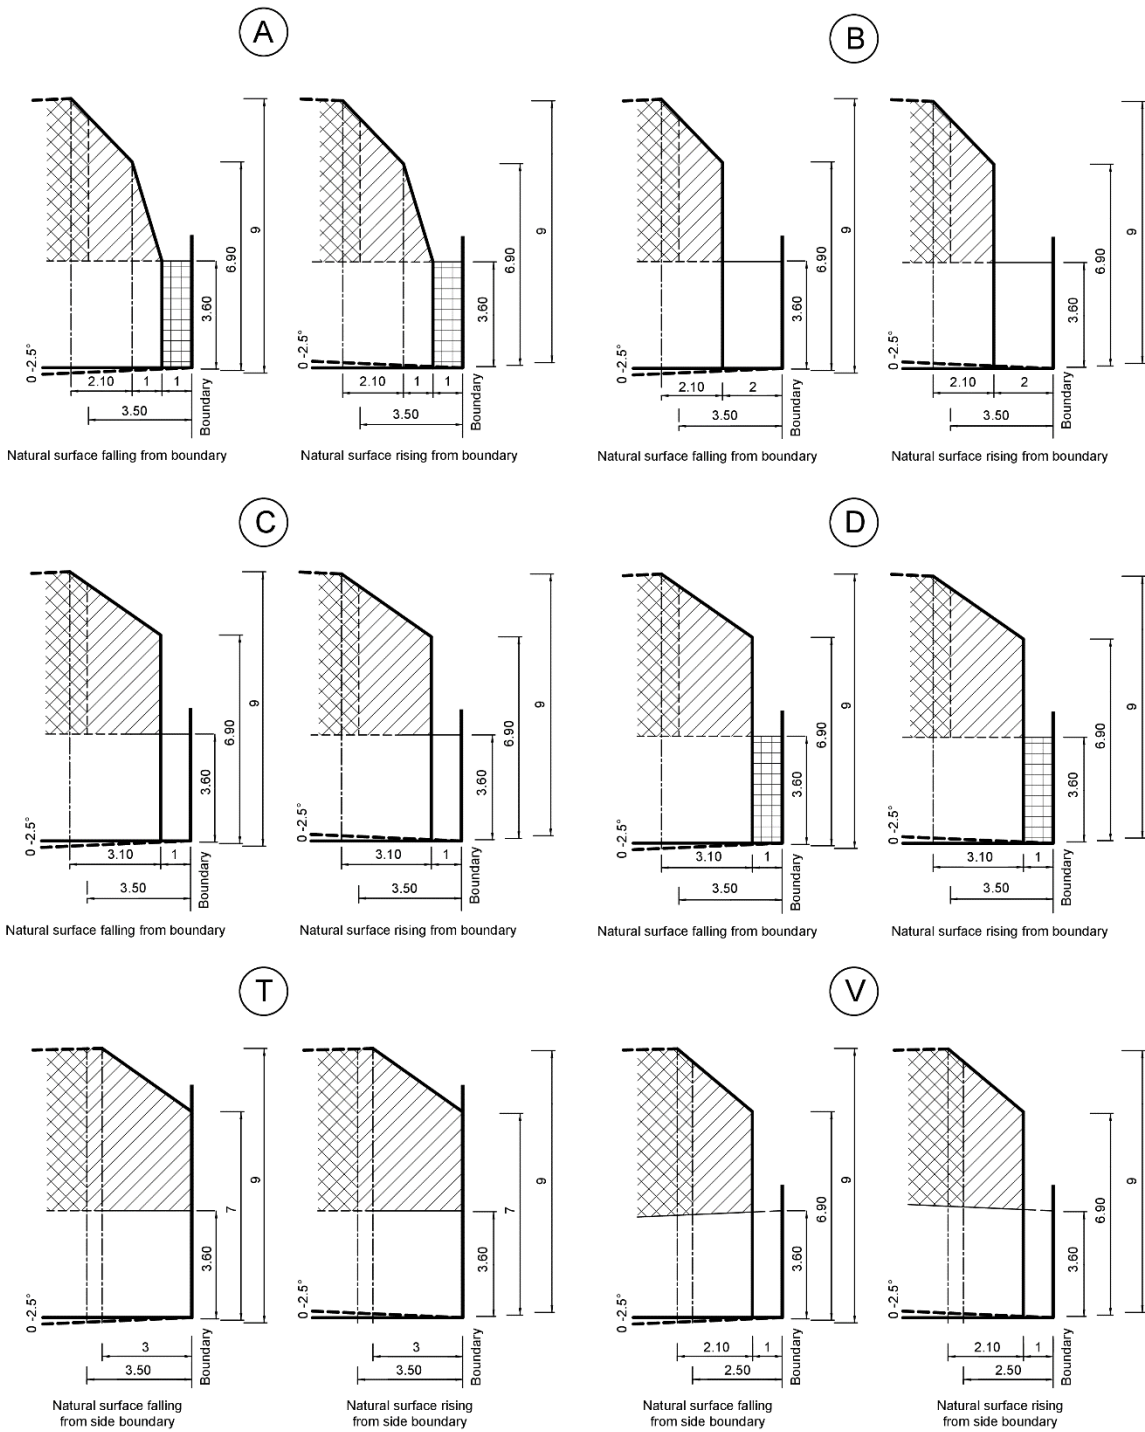 A
B
9
6.90
3.60
0 -2.5°
2.10
1
1
3.50
Boundary
Natural surface falling from boundary
9
6.90
3.60
0 -2.5°
2.10
1
1
3.50
Boundary
Natural surface rising from boundary
9
6.90
3.60
0 -2.5°
2.10
2
3.50
Boundary
Natural surface falling from boundary
9
6.90
3.60
0 -2.5°
2.10
2
3.50
Boundary
Natural surface rising from boundary
C
D
9
6.90
3.60
0 -2.5°
3.10
1
3.50
Boundary
Natural surface falling from boundary
9
6.90
3.60
0 -2.5°
3.10
1
3.50
Boundary
Natural surface rising from boundary
9
6.90
3.60
0 -2.5°
3.10
1
3.50
Boundary
Natural surface falling from boundary
9
6.90
3.60
0 -2.5°
3.10
1
3.50
Boundary
Natural surface rising from boundary
T
V
9
7
3.60
0 -2.5°
3
3.50
Boundary
Natural surface falling
from side boundary
9
7
3.60
0 -2.5°
3
3.50
Boundary
Natural surface rising
from side boundary
9
6.90
3.60
0 -2.5°
2.10
1
2.50
Boundary
Natural surface falling
from side boundary
9
6.90
3.60
0 -2.5°
2.10
1
2.50
Boundary
Natural surface rising
from side boundary